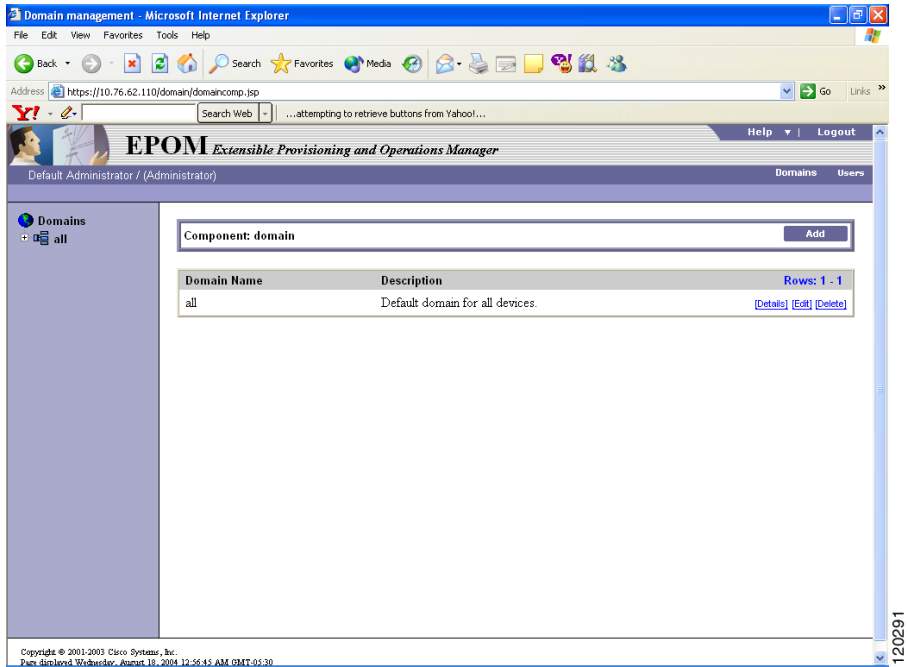 Domain management - Microsoft Internet Explorer
File Edit View Favorites Tools Help
Back Search Favorites Media
Address https://10.76.62.110/domain/domaincomp.jsp Go Links »
Y! Search Web ...attempting to retrieve buttons from Yahoo!...
Help | Logout
EPOM Extensible Provisioning and Operations Manager
Default Administrator / (Administrator) Domains Users
Domains
all
Component: domain Add
Domain Name Description Rows: 1 - 1
all Default domain for all devices. [Details] [Edit] [Delete]
Copyright © 2001-2003 Cisco Systems, Inc.
Page displayed Wednesday, August 18, 2004 12:56:45 AM GMT-05:30
120291